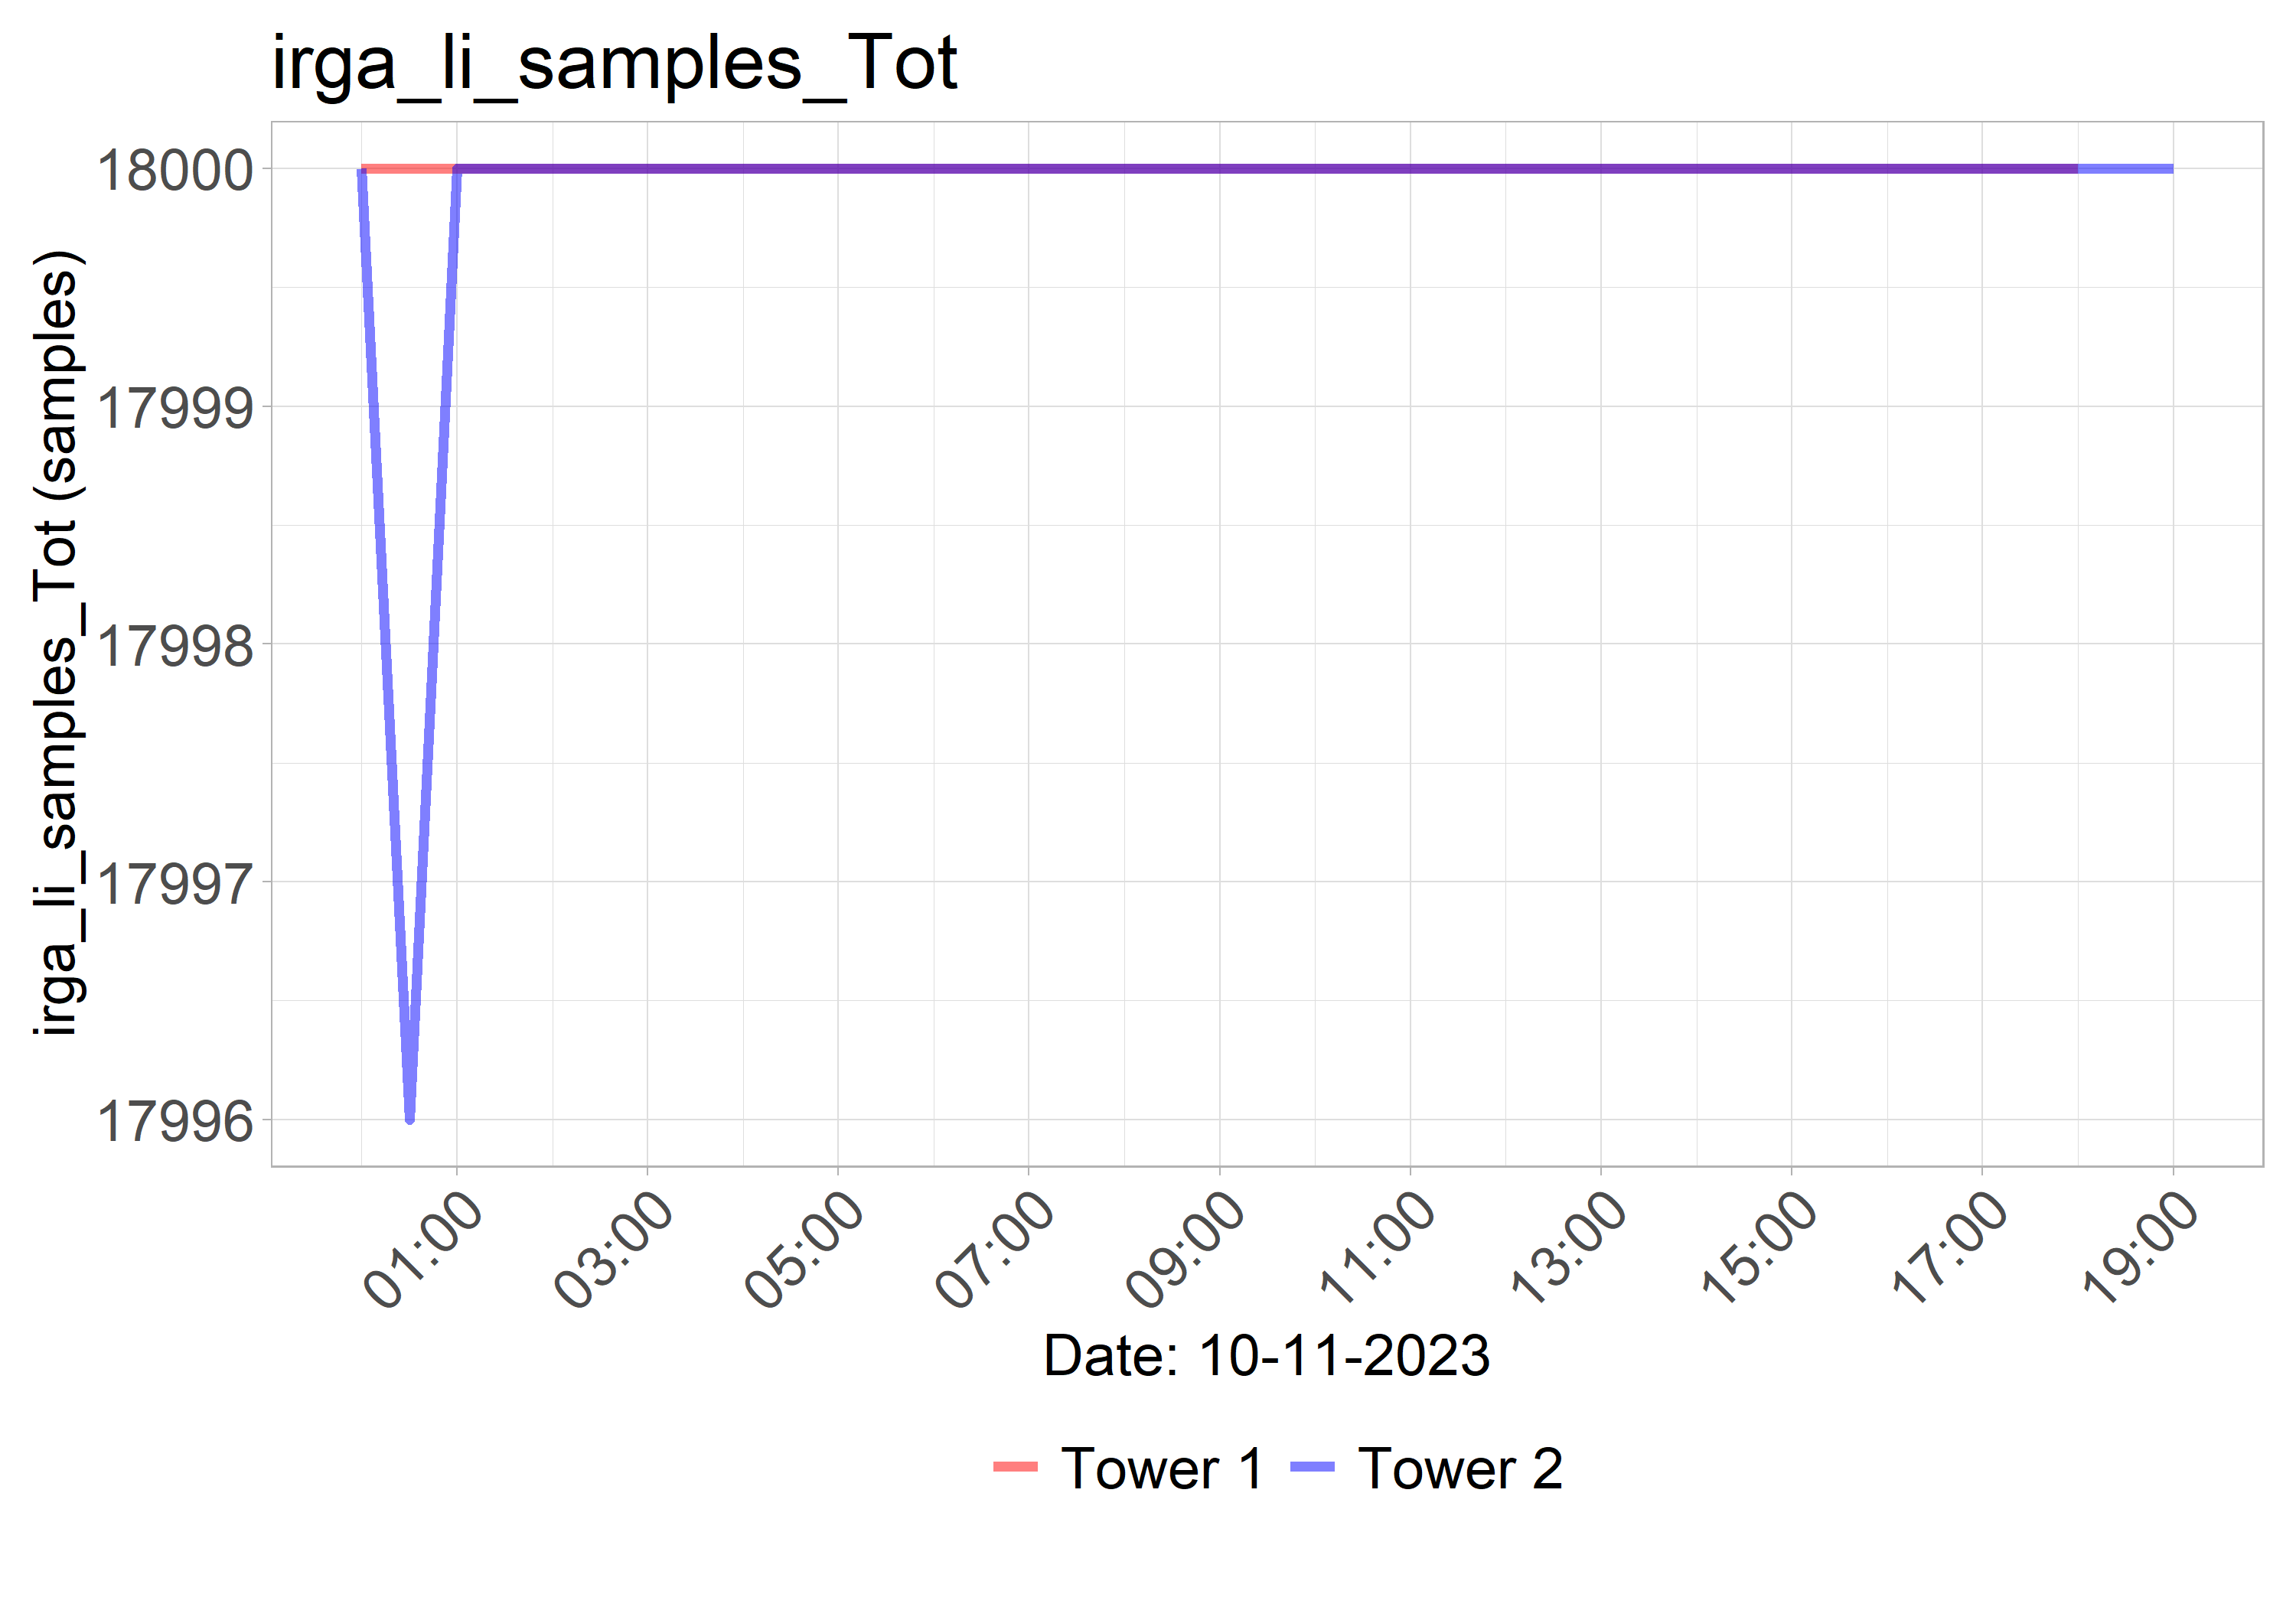 irga_li_samples_Tot
irga_li_samples_Tot (samples)
18000
17999
17998
17997
17996
01:00 03:00 05:00 07:00 09:00 11:00 13:00 15:00 17:00 19:00
Date: 10-11-2023
Tower 1 Tower 2